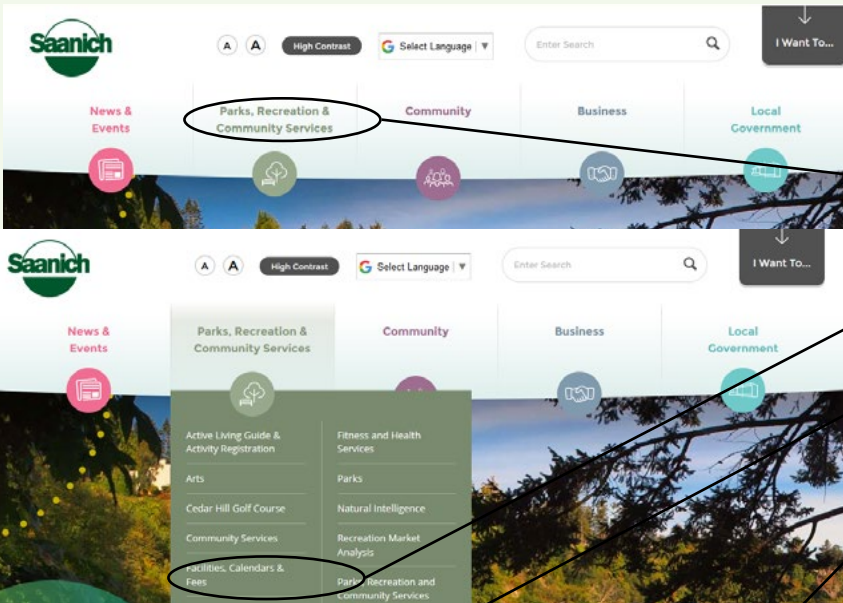 Saanich
A A High Contrast G Select Language ▼ Enter Search
I Want To...
News &
Events
Parks, Recreation &
Community Services
Community
Business
Local
Government
Saanich
A A High Contrast G Select Language ▼ Enter Search
I Want To...
News &
Events
Parks, Recreation &
Community Services
Community
Business
Local
Government
Active Living Guide &
Activity Registration
Arts
Cedar Hill Golf Course
Community Services
Facilities, Calendars &
Fees
Fitness and Health
Services
Parks
Natural Intelligence
Recreation Market
Analysis
Parks, Recreation and
Community Services